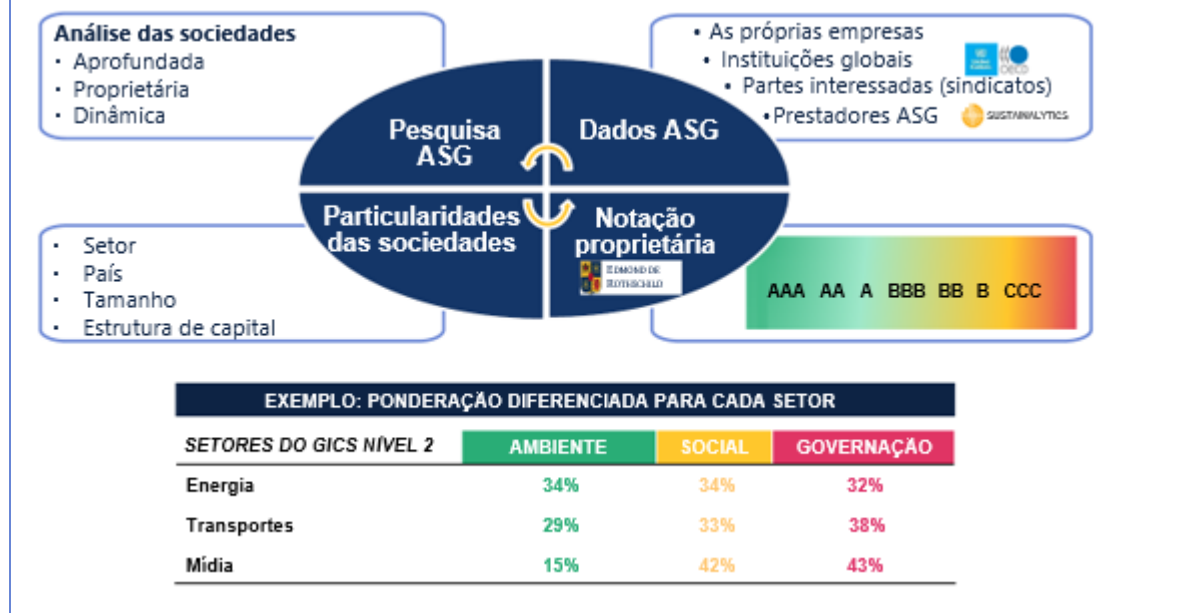 Análise das sociedades
· Aprofundada
· Proprietária
· Dinâmica
• As próprias empresas
• Instituições globais
• Partes interessadas (sindicatos)
•Prestadores ASG
OECD
SUSTAINALYTICS
Pesquisa
ASG
Dados ASG
Particularidades
das sociedades
Notação
proprietária
EDMOND DE
ROTHSCHILD
· Setor
· País
· Tamanho
· Estrutura de capital
AAA AA A BBB BB B CCC
EXEMPLO: PONDERAÇÃO DIFERENCIADA PARA CADA SETOR
SETORES DO GICS NÍVEL 2 AMBIENTE SOCIAL GOVERNAÇÃO
Energia 34% 34% 32%
Transportes 29% 33% 38%
Mídia 15% 42% 43%